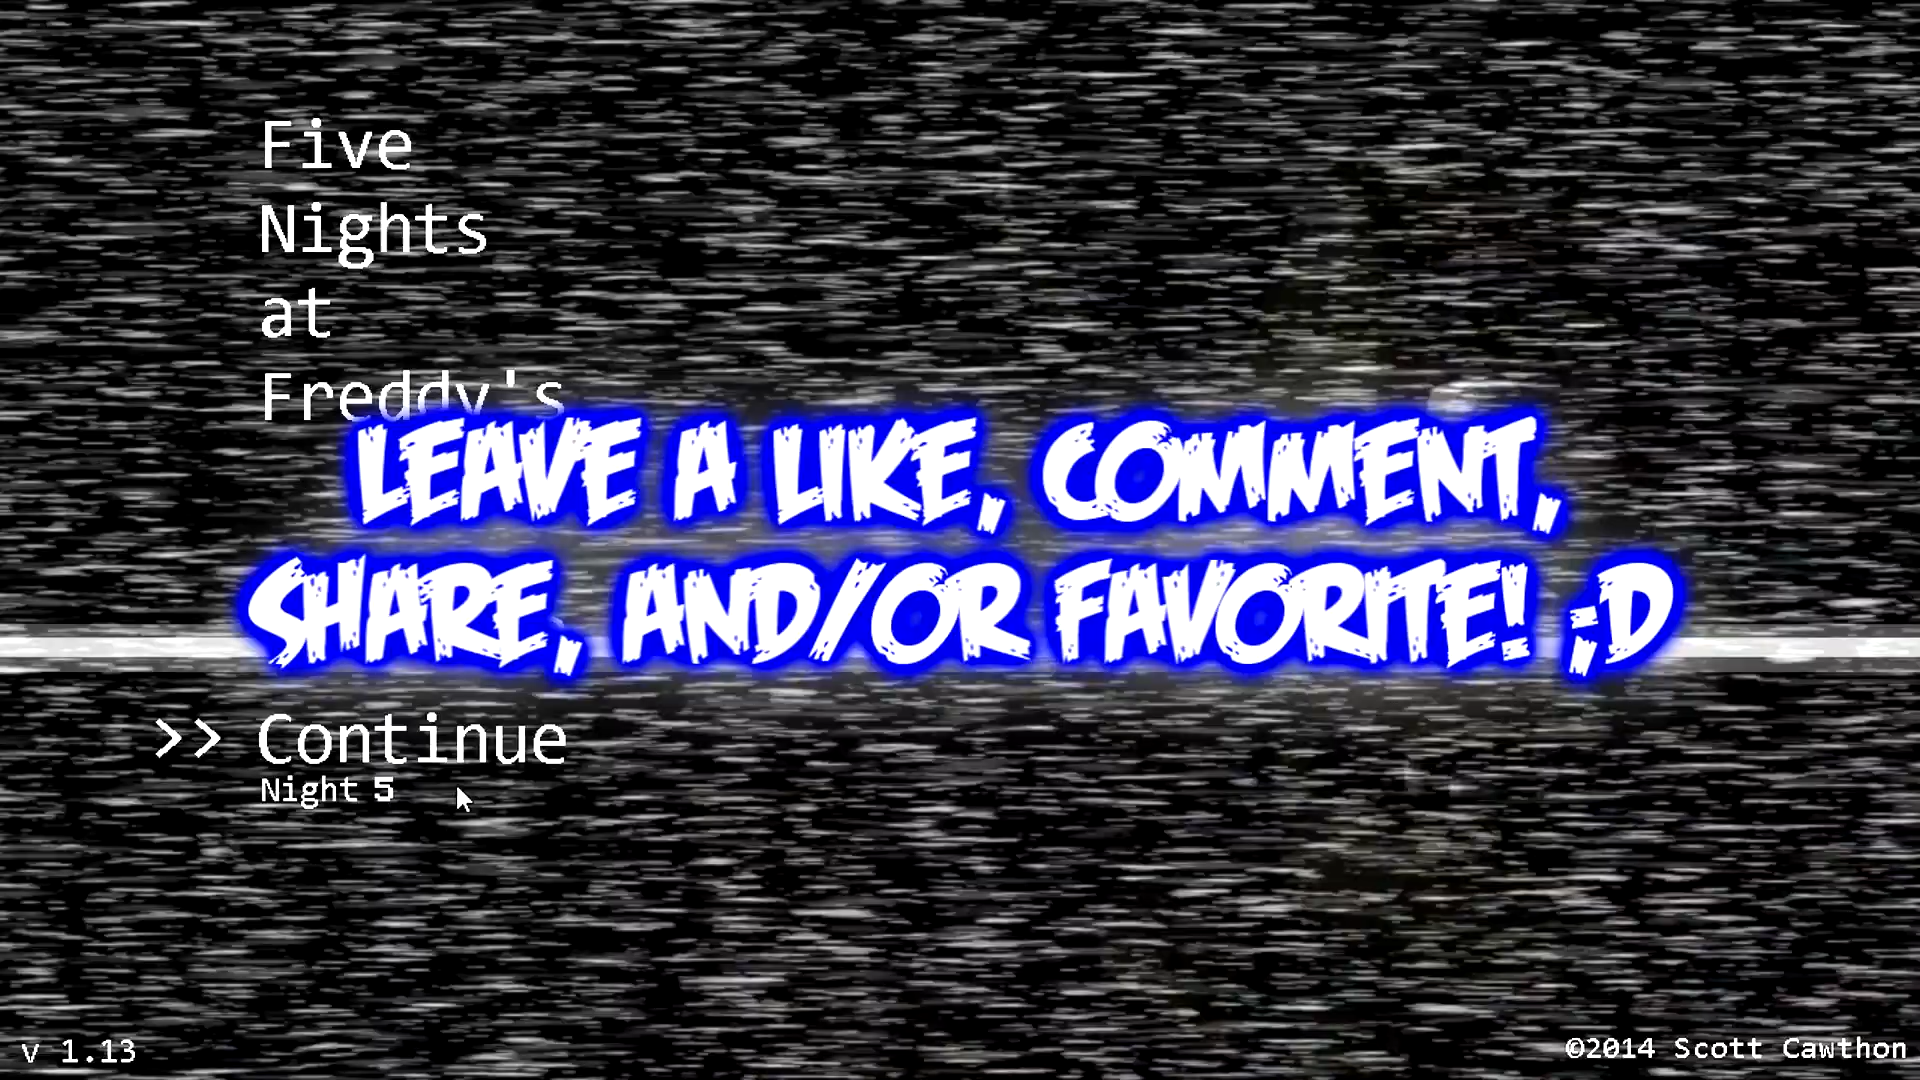 Five
Nights
at
Freddy's
LEAVE A LIKE, COMMENT,
SHARE, AND/OR FAVORITE! ;D
>> Continue
Night 5
v 1.13
©2014 Scott Cawthon